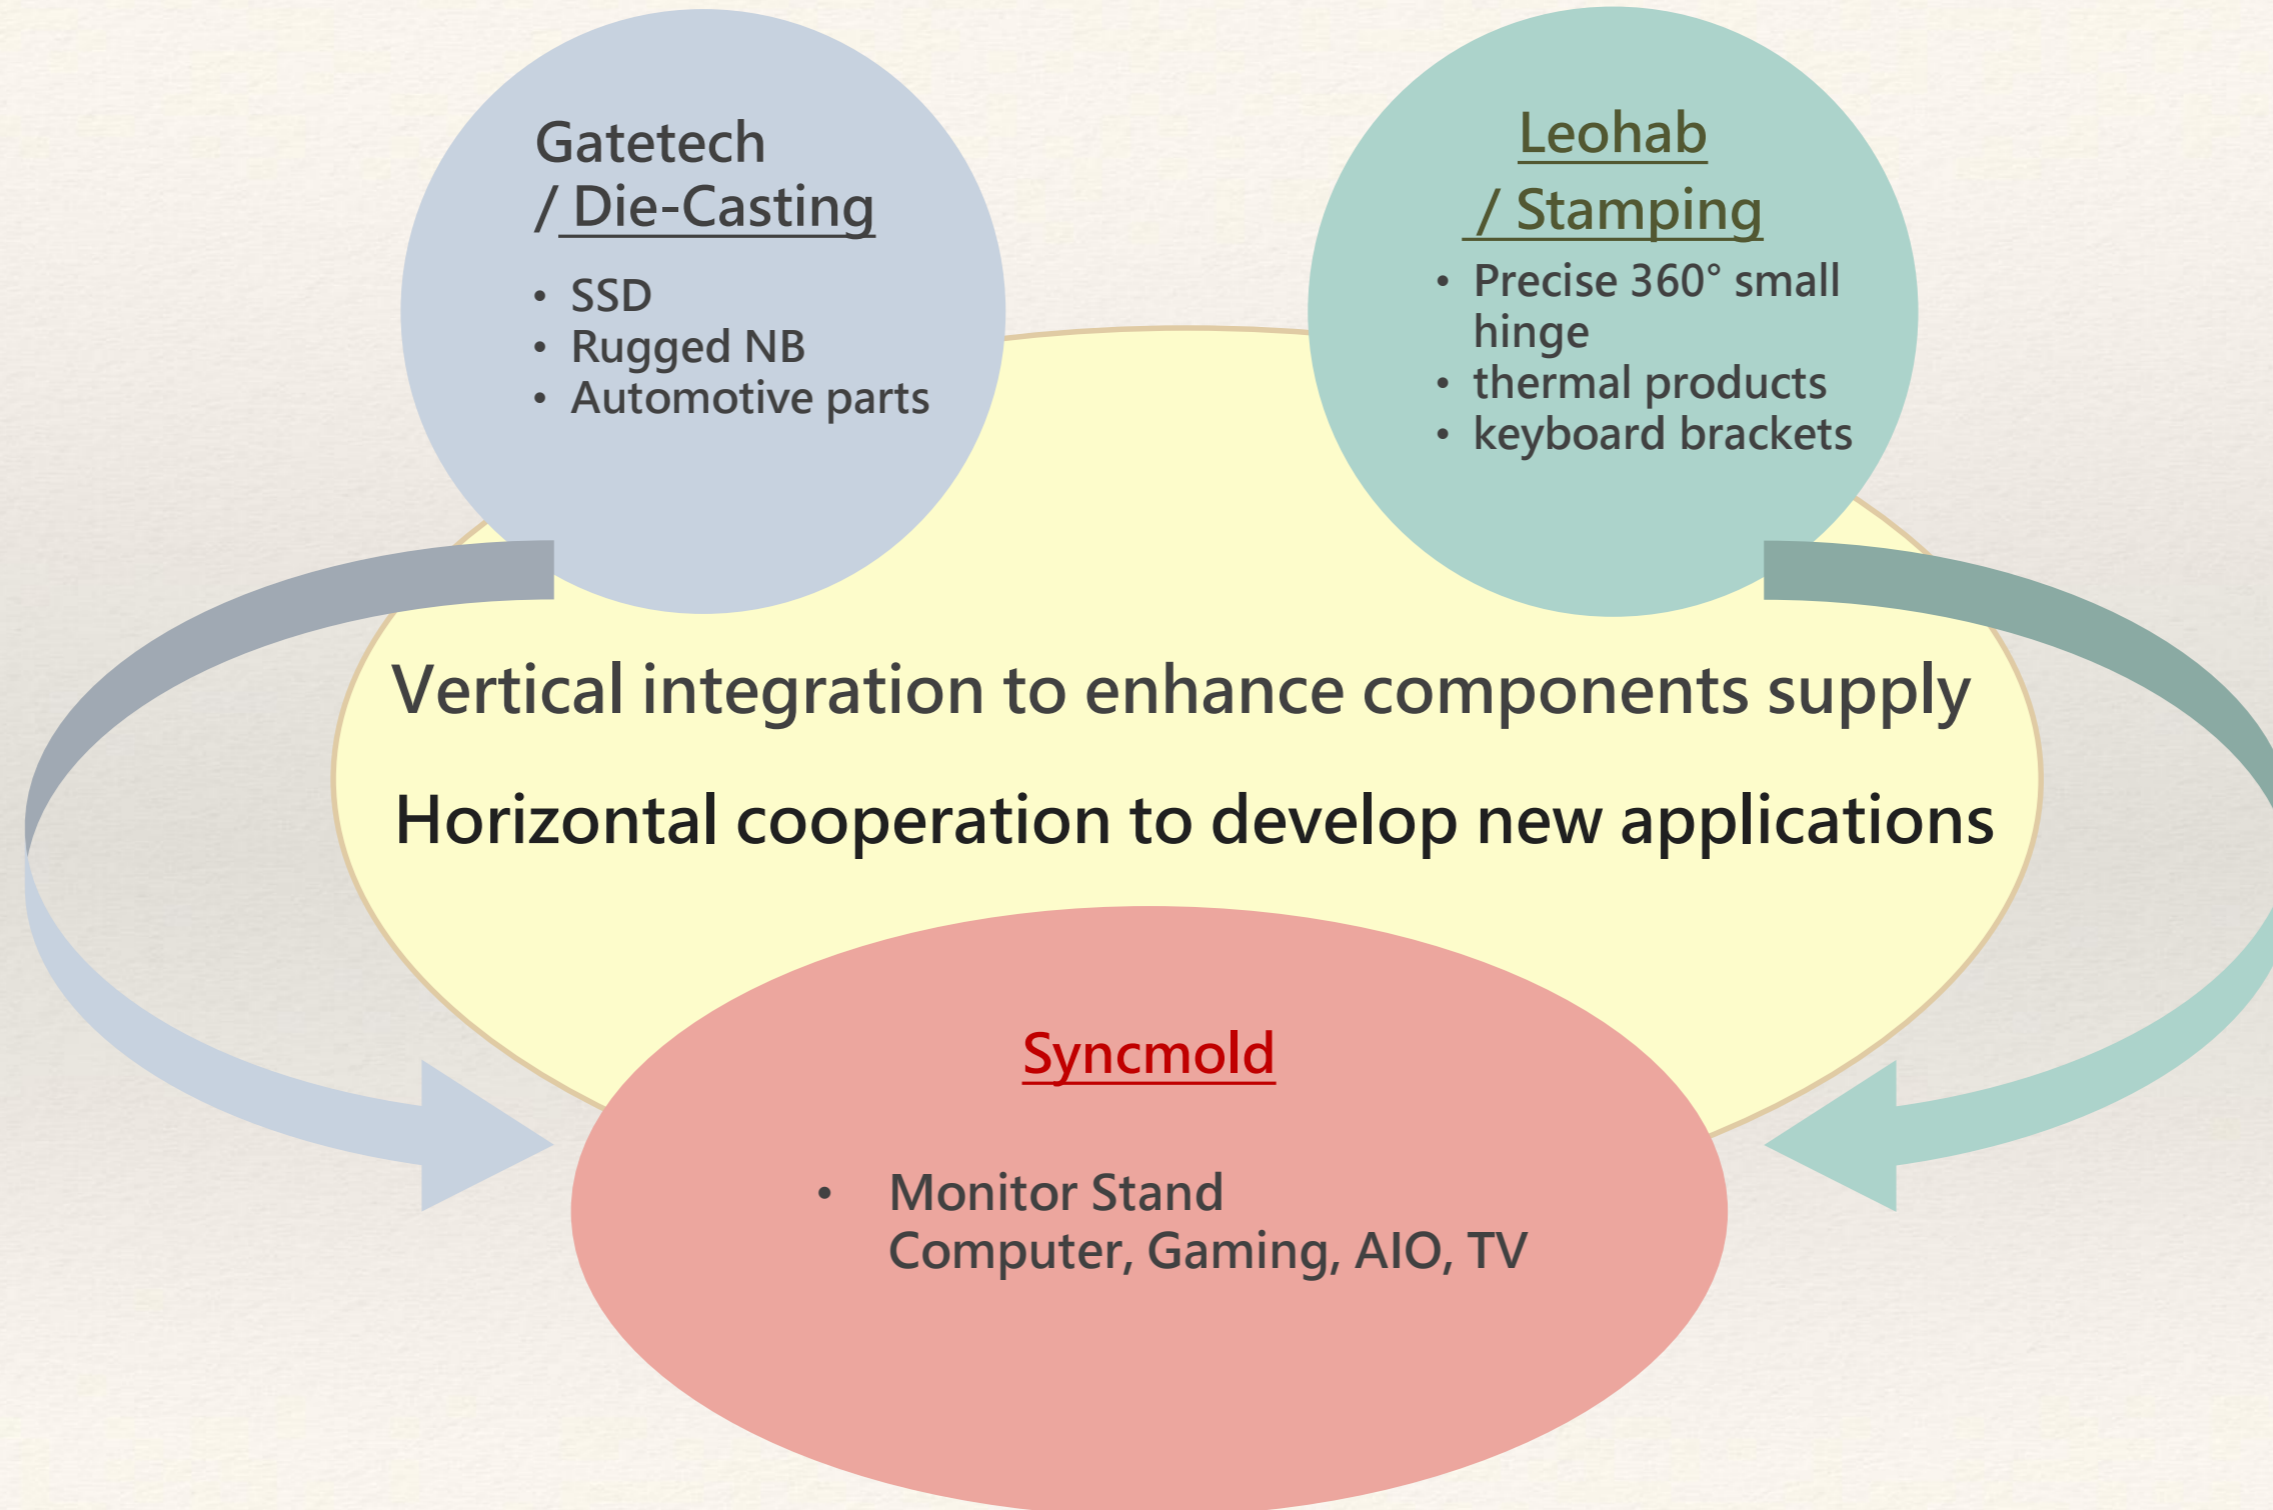 Gatetech
/ Die-Casting
• SSD
• Rugged NB
• Automotive parts
Leohab
/ Stamping
• Precise 360° small
hinge
• thermal products
• keyboard brackets
Vertical integration to enhance components supply
Horizontal cooperation to develop new applications
Syncmold
• Monitor Stand
Computer, Gaming, AIO, TV